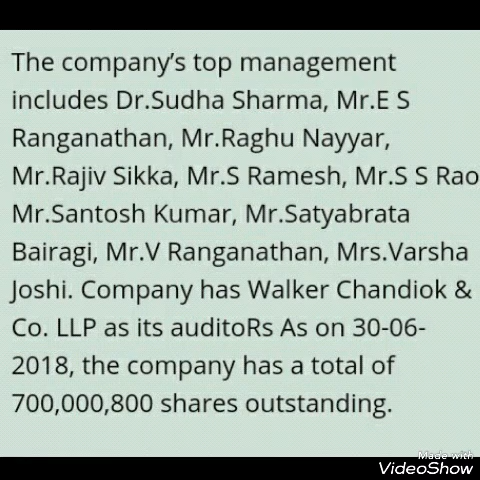 The company’s top management
includes Dr.Sudha Sharma, Mr.E S
Ranganathan, Mr.Raghu Nayyar,
Mr.Rajiv Sikka, Mr.S Ramesh, Mr.S S Rao
Mr.Santosh Kumar, Mr.Satyabrata
Bairagi, Mr.V Ranganathan, Mrs.Varsha
Joshi. Company has Walker Chandiok &
Co. LLP as its auditoRs As on 30-06-
2018, the company has a total of
700,000,800 shares outstanding.
Made with
VideoShow